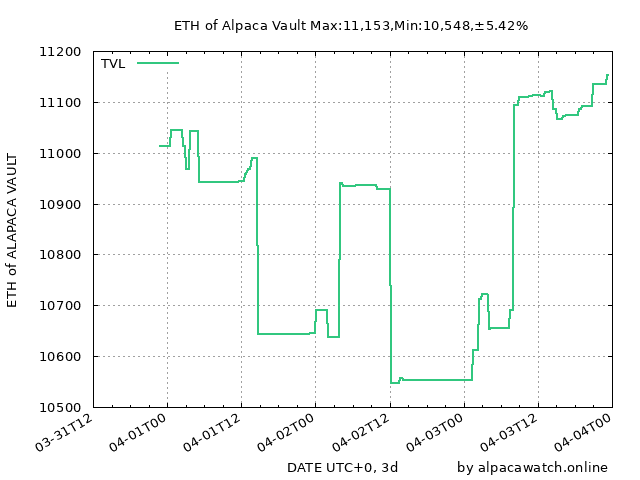 ETH of Alpaca Vault Max:11,153,Min:10,548,±5.42%
TVL
11200
11100
11000
10900
10800
10700
10600
10500
ETH of ALAPACA VAULT
03-31T12
04-01T00
04-01T12
04-02T00
04-02T12
04-03T00
04-03T12
04-04T00
DATE UTC+0, 3d
by alpacawatch.online